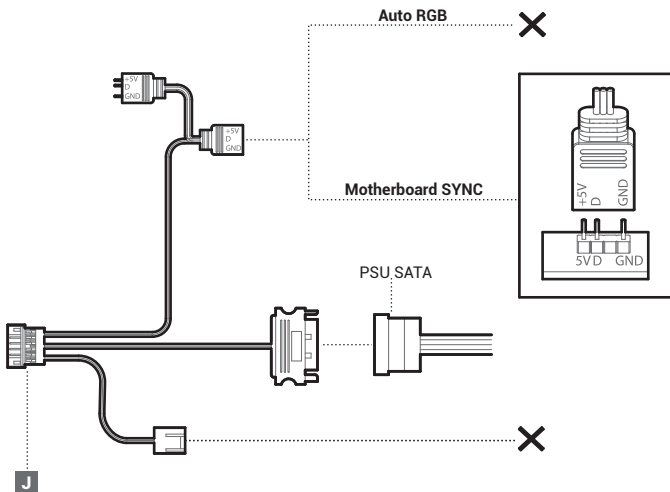 Auto RGB
+5V
D
GND
+5V
D
GND
Motherboard SYNC
+5V
D
GND
5V D GND
PSU SATA
J